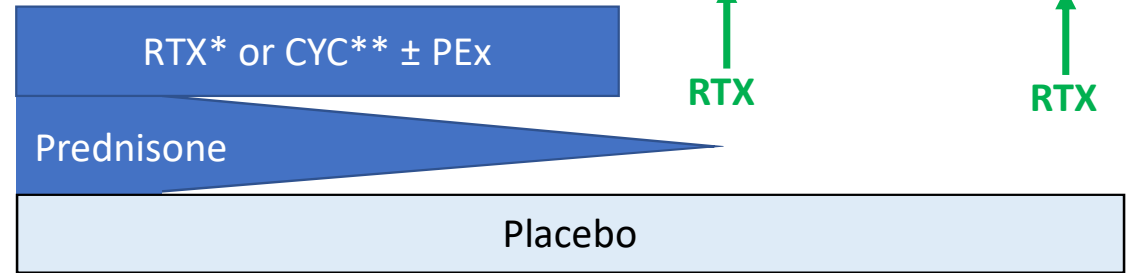 RTX* or CYC** ± PEx
RTX
RTX
Prednisone
Placebo